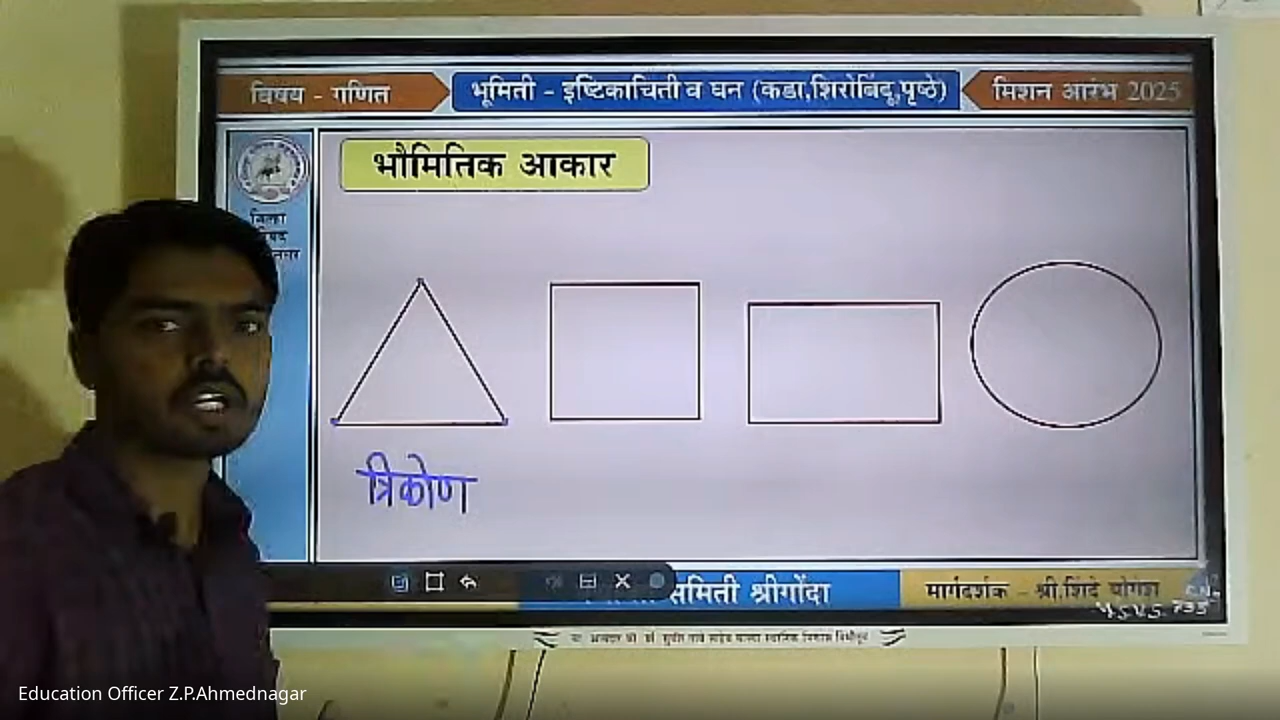 विषय - गणित
भूमिती - इष्टिकाचिती व घन (कडा,शिरोबिंदू,पृष्ठे)
मिशन आरंभ 2025
भौमितिक आकार
जिल्हा
त्रिकोण
समिती श्रीगोंदा
मार्गदर्शक - श्री.शिंदे योगेश
Education Officer Z.P.Ahmednagar